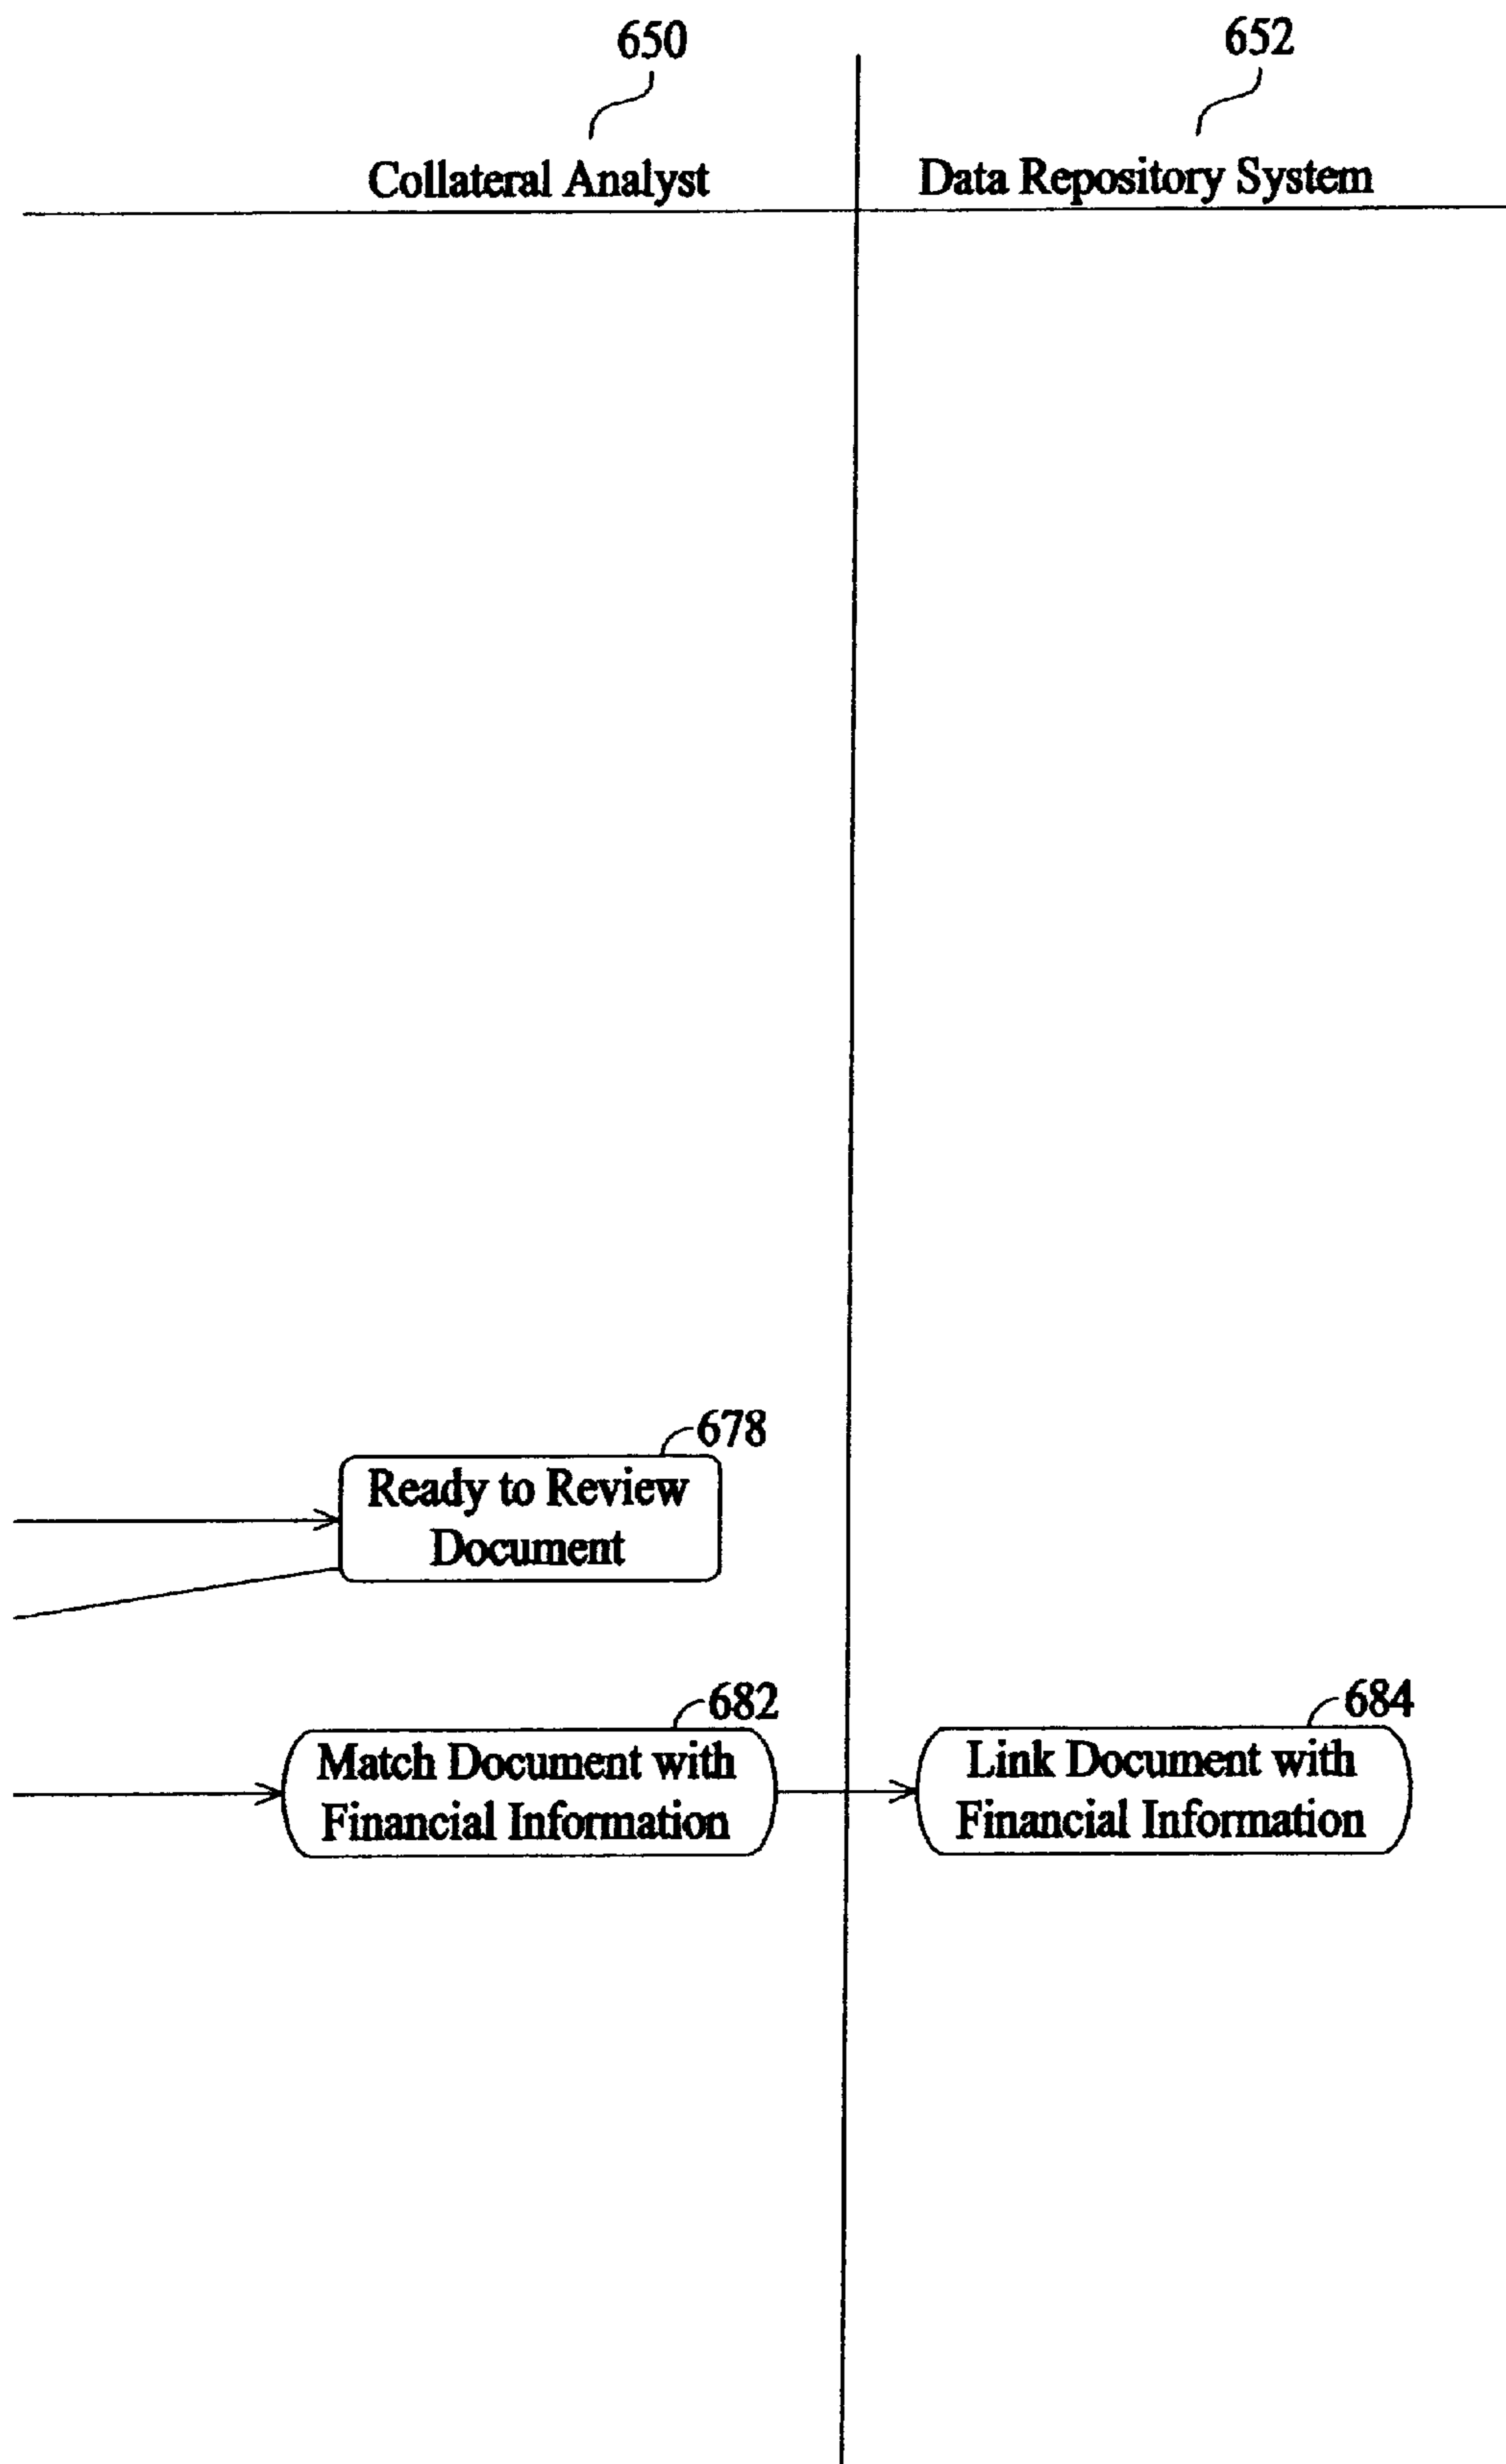 650
652
Collateral Analyst
Data Repository System
678
Ready to Review
Document
682
Match Document with
Financial Information
684
Link Document with
Financial Information